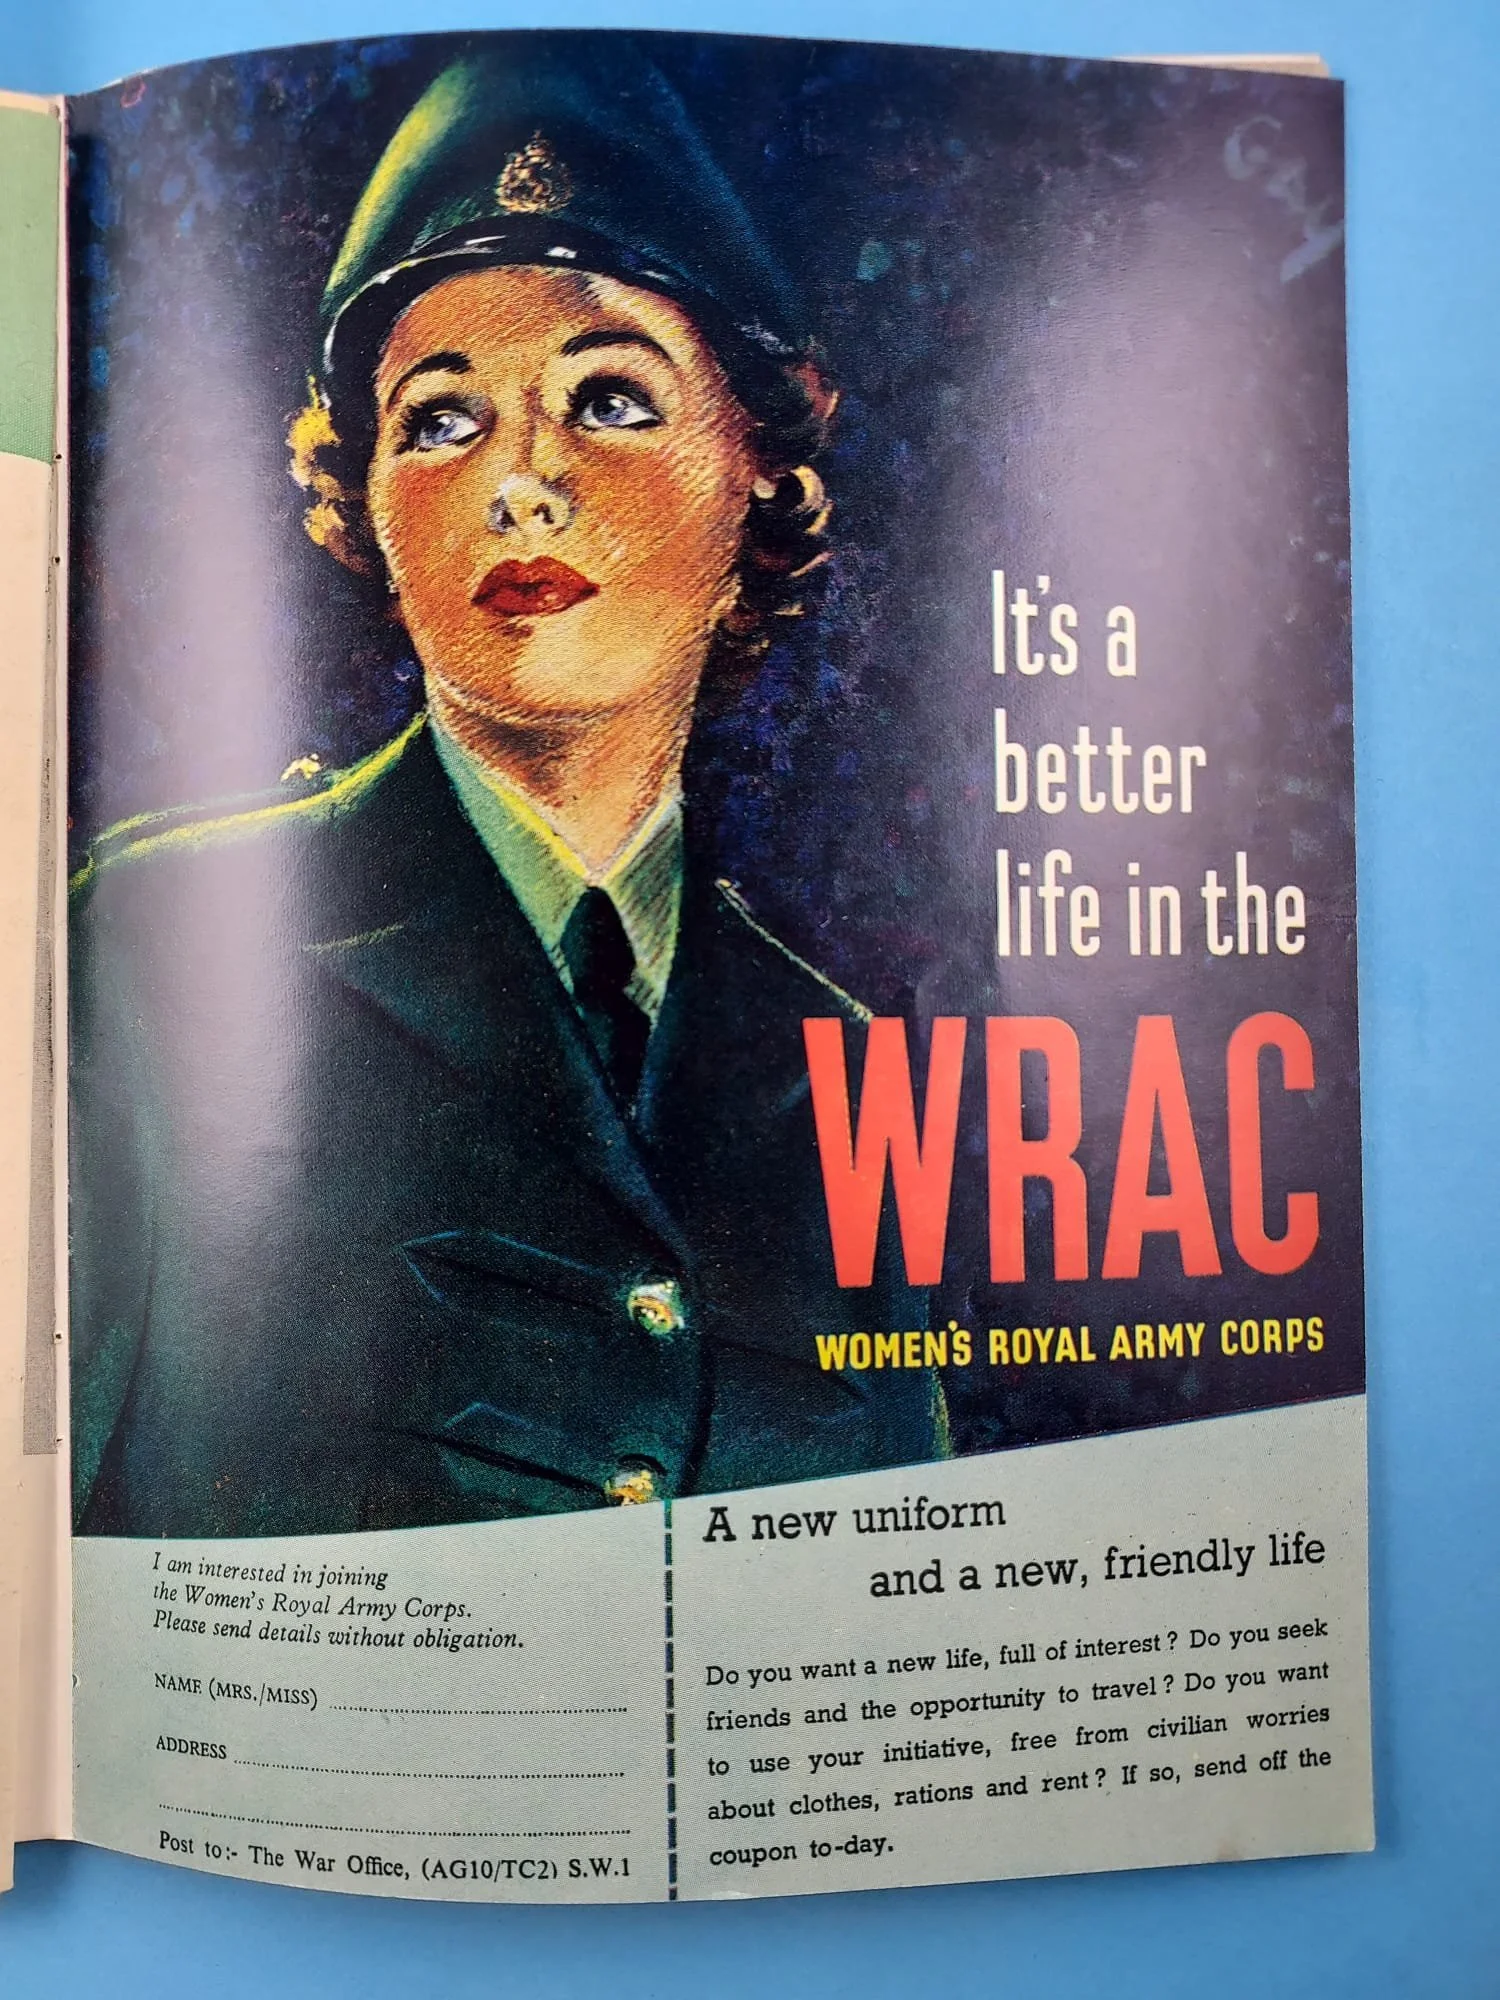 Gay
It's a
better
life in the
WRAC
WOMEN'S ROYAL ARMY CORPS
I am interested in joining
the Women's Royal Army Corps.
Please send details without obligation.
NAME (MRS./MISS)
ADDRESS
Post to:- The War Office, (AG10/TC2) S.W.1
A new uniform
and a new, friendly life
Do you want a new life, full of interest? Do you seek
friends and the opportunity to travel? Do you want
to use your initiative, free from civilian worries
about clothes, rations and rent? If so, send off the
coupon to-day.